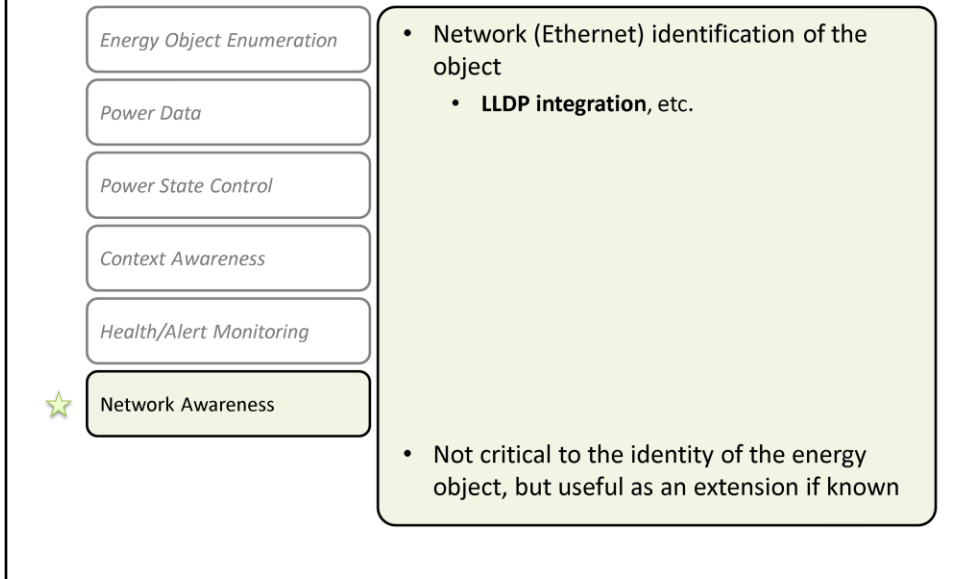 Energy Object Enumeration
Power Data
Power State Control
Context Awareness
Health/Alert Monitoring
Network Awareness
• Network (Ethernet) identification of the
object
• LLDP integration, etc.
• Not critical to the identity of the energy
object, but useful as an extension if known